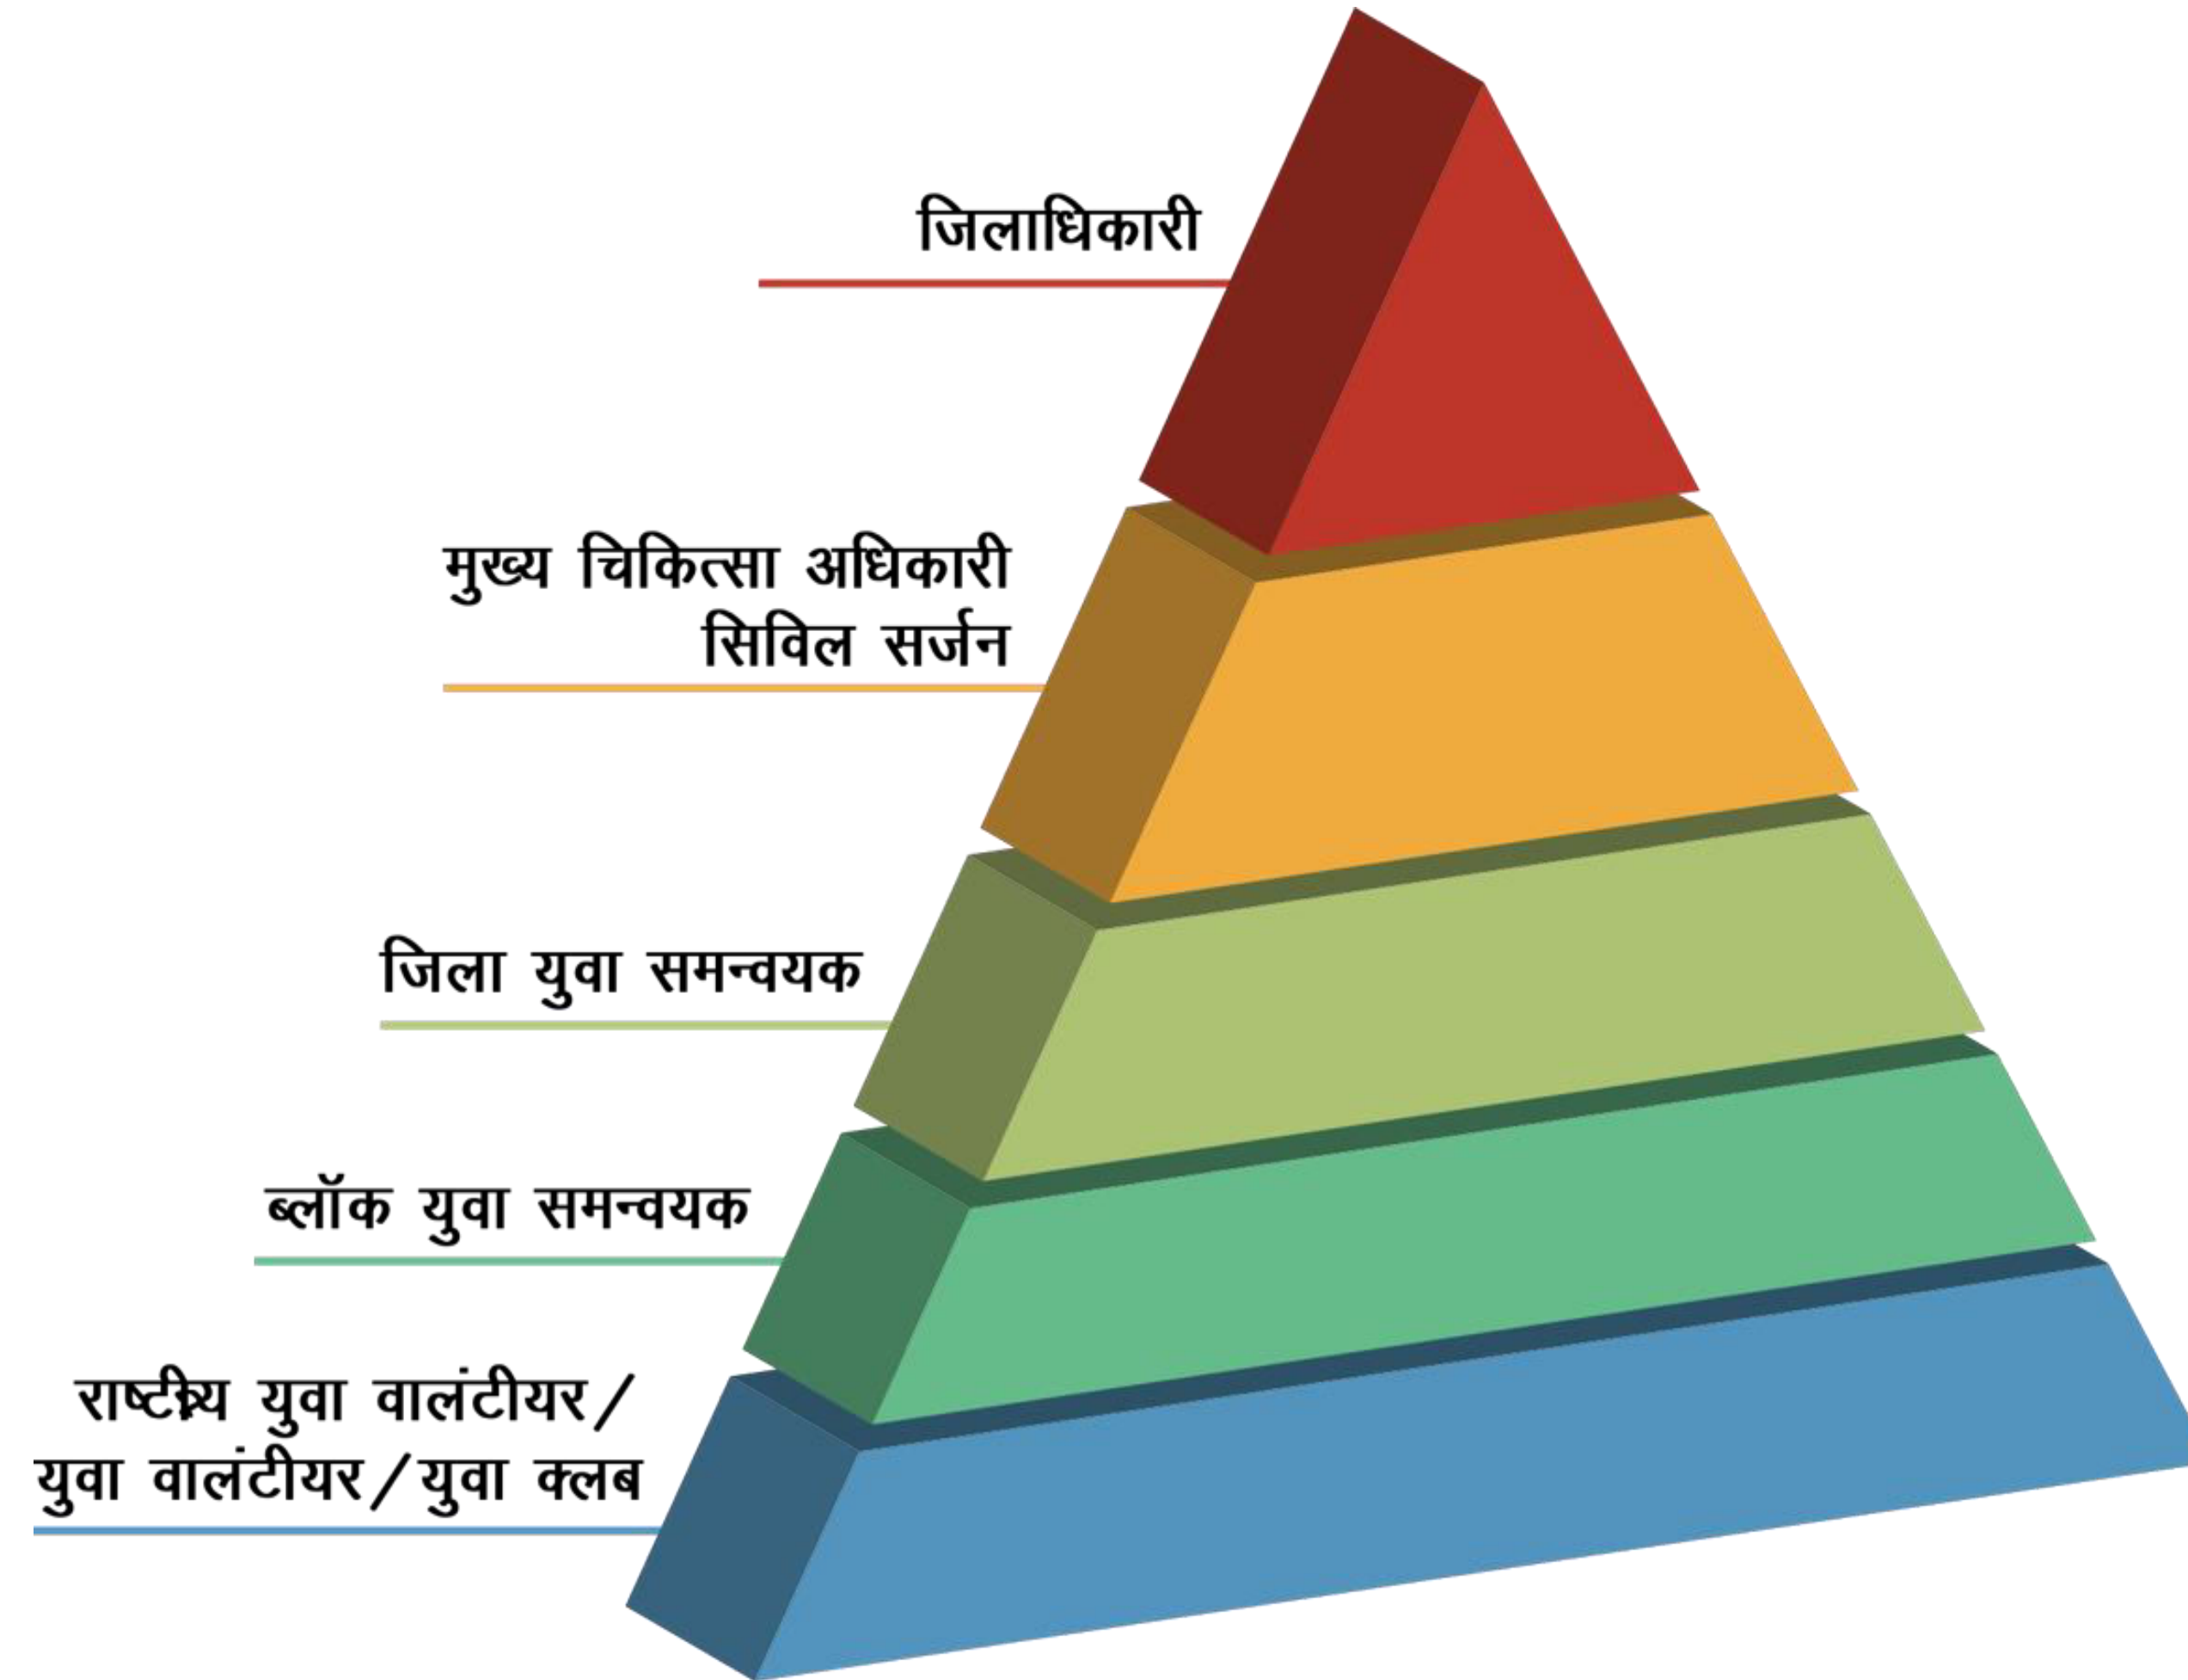 जिलाधिकारी
मुख्य चिकित्सा अधिकारी
सिविल सर्जन
जिला युवा समन्वयक
ब्लॉक युवा समन्वयक
राष्ट्रीय युवा वालंटीयर/
युवा वालंटीयर/युवा क्लब